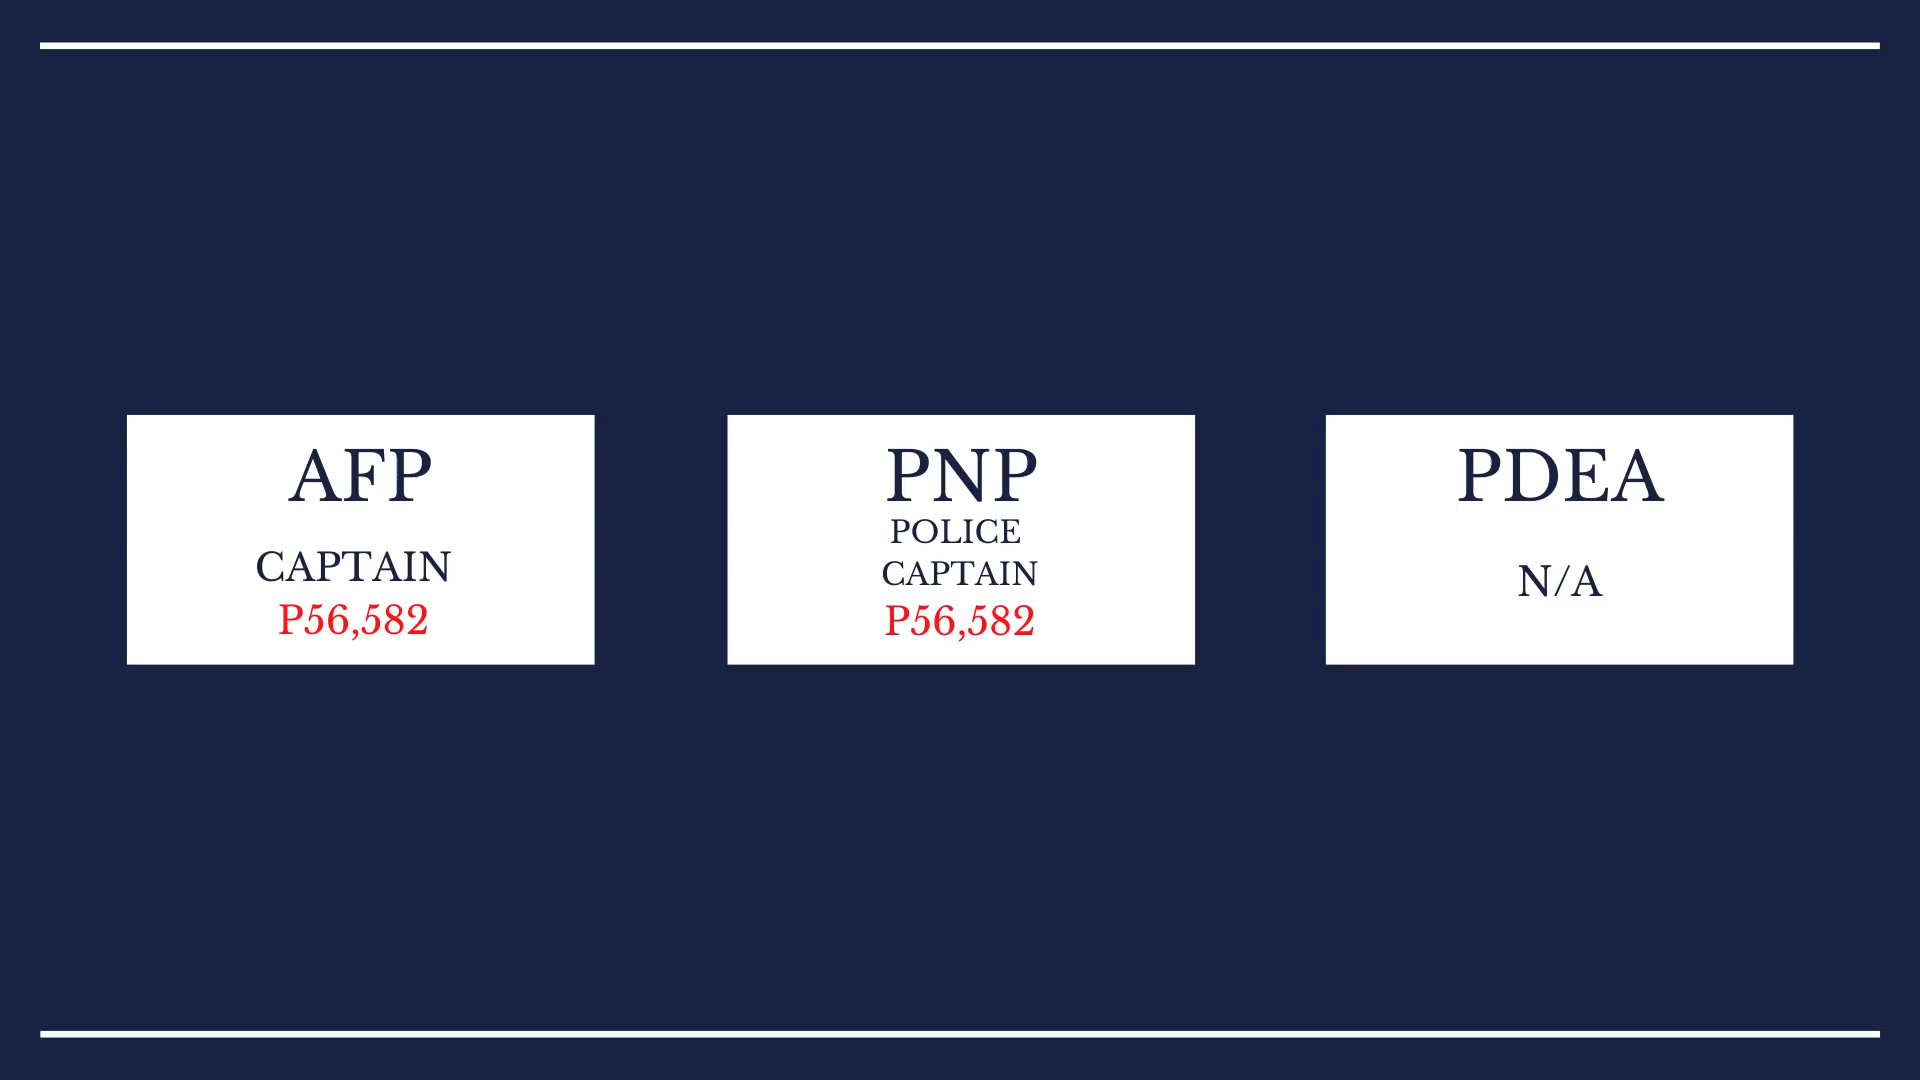 AFP
CAPTAIN
P56,582
PNP
POLICE
CAPTAIN
P56,582
PDEA
N/A